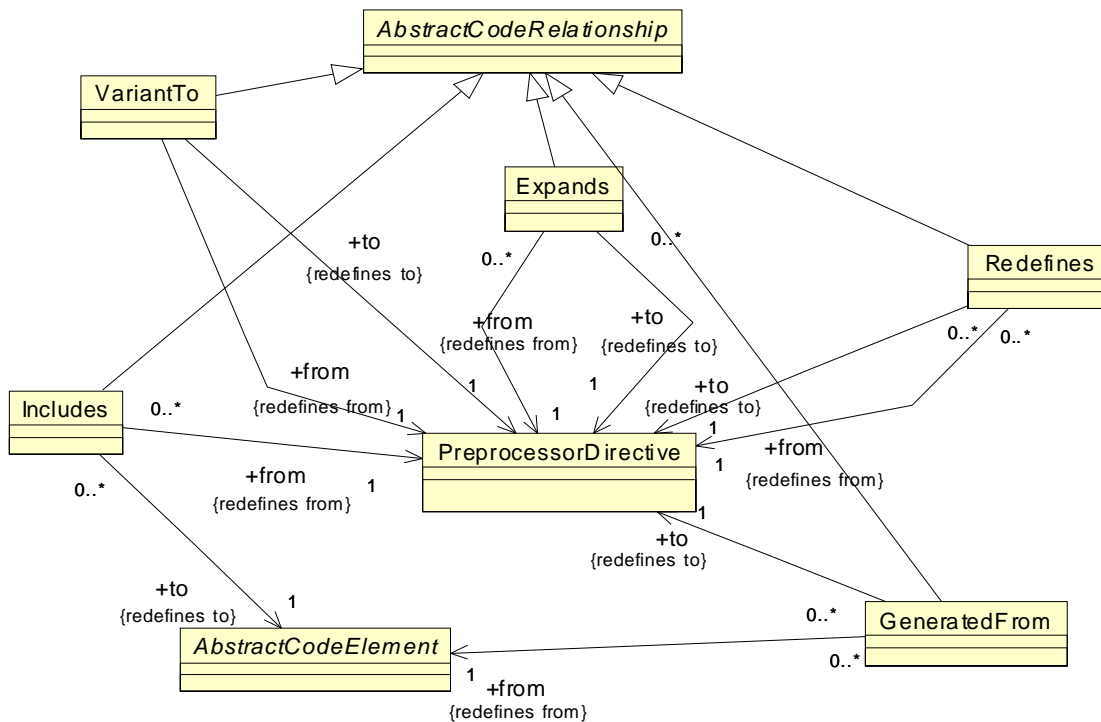 AbstractCodeRelationship
VariantTo
Expands
+to
{redefines to}
0..*
0..*
Redefines
+from
{redefines from}
+to
{redefines to}
0..*
0..*
+from
{redefines from}
1
1
+to
{redefines to}
Includes
0..*
1
1
1
PreprocessorDirective
+from
{redefines from}
1
1
+from
{redefines from}
0..*
1
+to
{redefines to}
+to
{redefines to}
1
0..*
GeneratedFrom
AbstractCodeElement
0..*
1
+from
{redefines from}